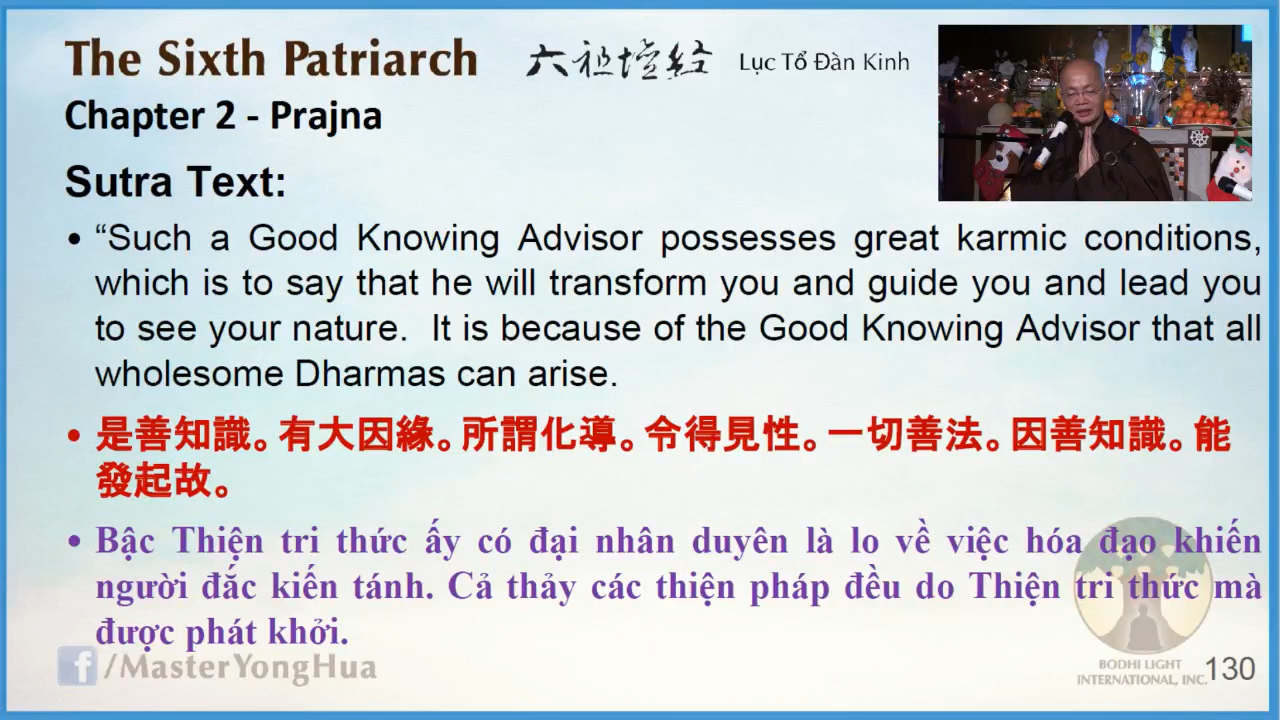 The Sixth Patriarch 六祖壇经 Lục Tổ Đàn Kinh
Chapter 2 - Prajna
Sutra Text:
• “Such a Good Knowing Advisor possesses great karmic conditions,
which is to say that he will transform you and guide you and lead you
to see your nature. It is because of the Good Knowing Advisor that all
wholesome Dharmas can arise.
• 是善知識。有大因緣。所謂化導。令得見性。一切善法。因善知識。能
發起故。
• Bậc Thiện tri thức ấy có đại nhân duyên là lo về việc hóa đạo khiến
người đắc kiến tánh. Cả thảy các thiện pháp đều do Thiện tri thức mà
được phát khởi.
f /MasterYongHua
BODHI LIGHT
INTERNATIONAL, INC.
130